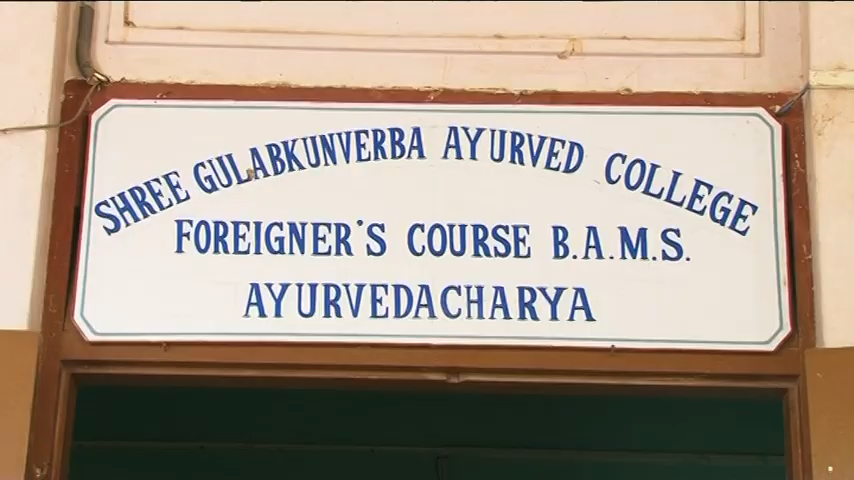 SHREE GULABKUNVERBA AYURVED COLLEGE
FOREIGNER'S COURSE B.A.M.S.
AYURVEDACHARYA